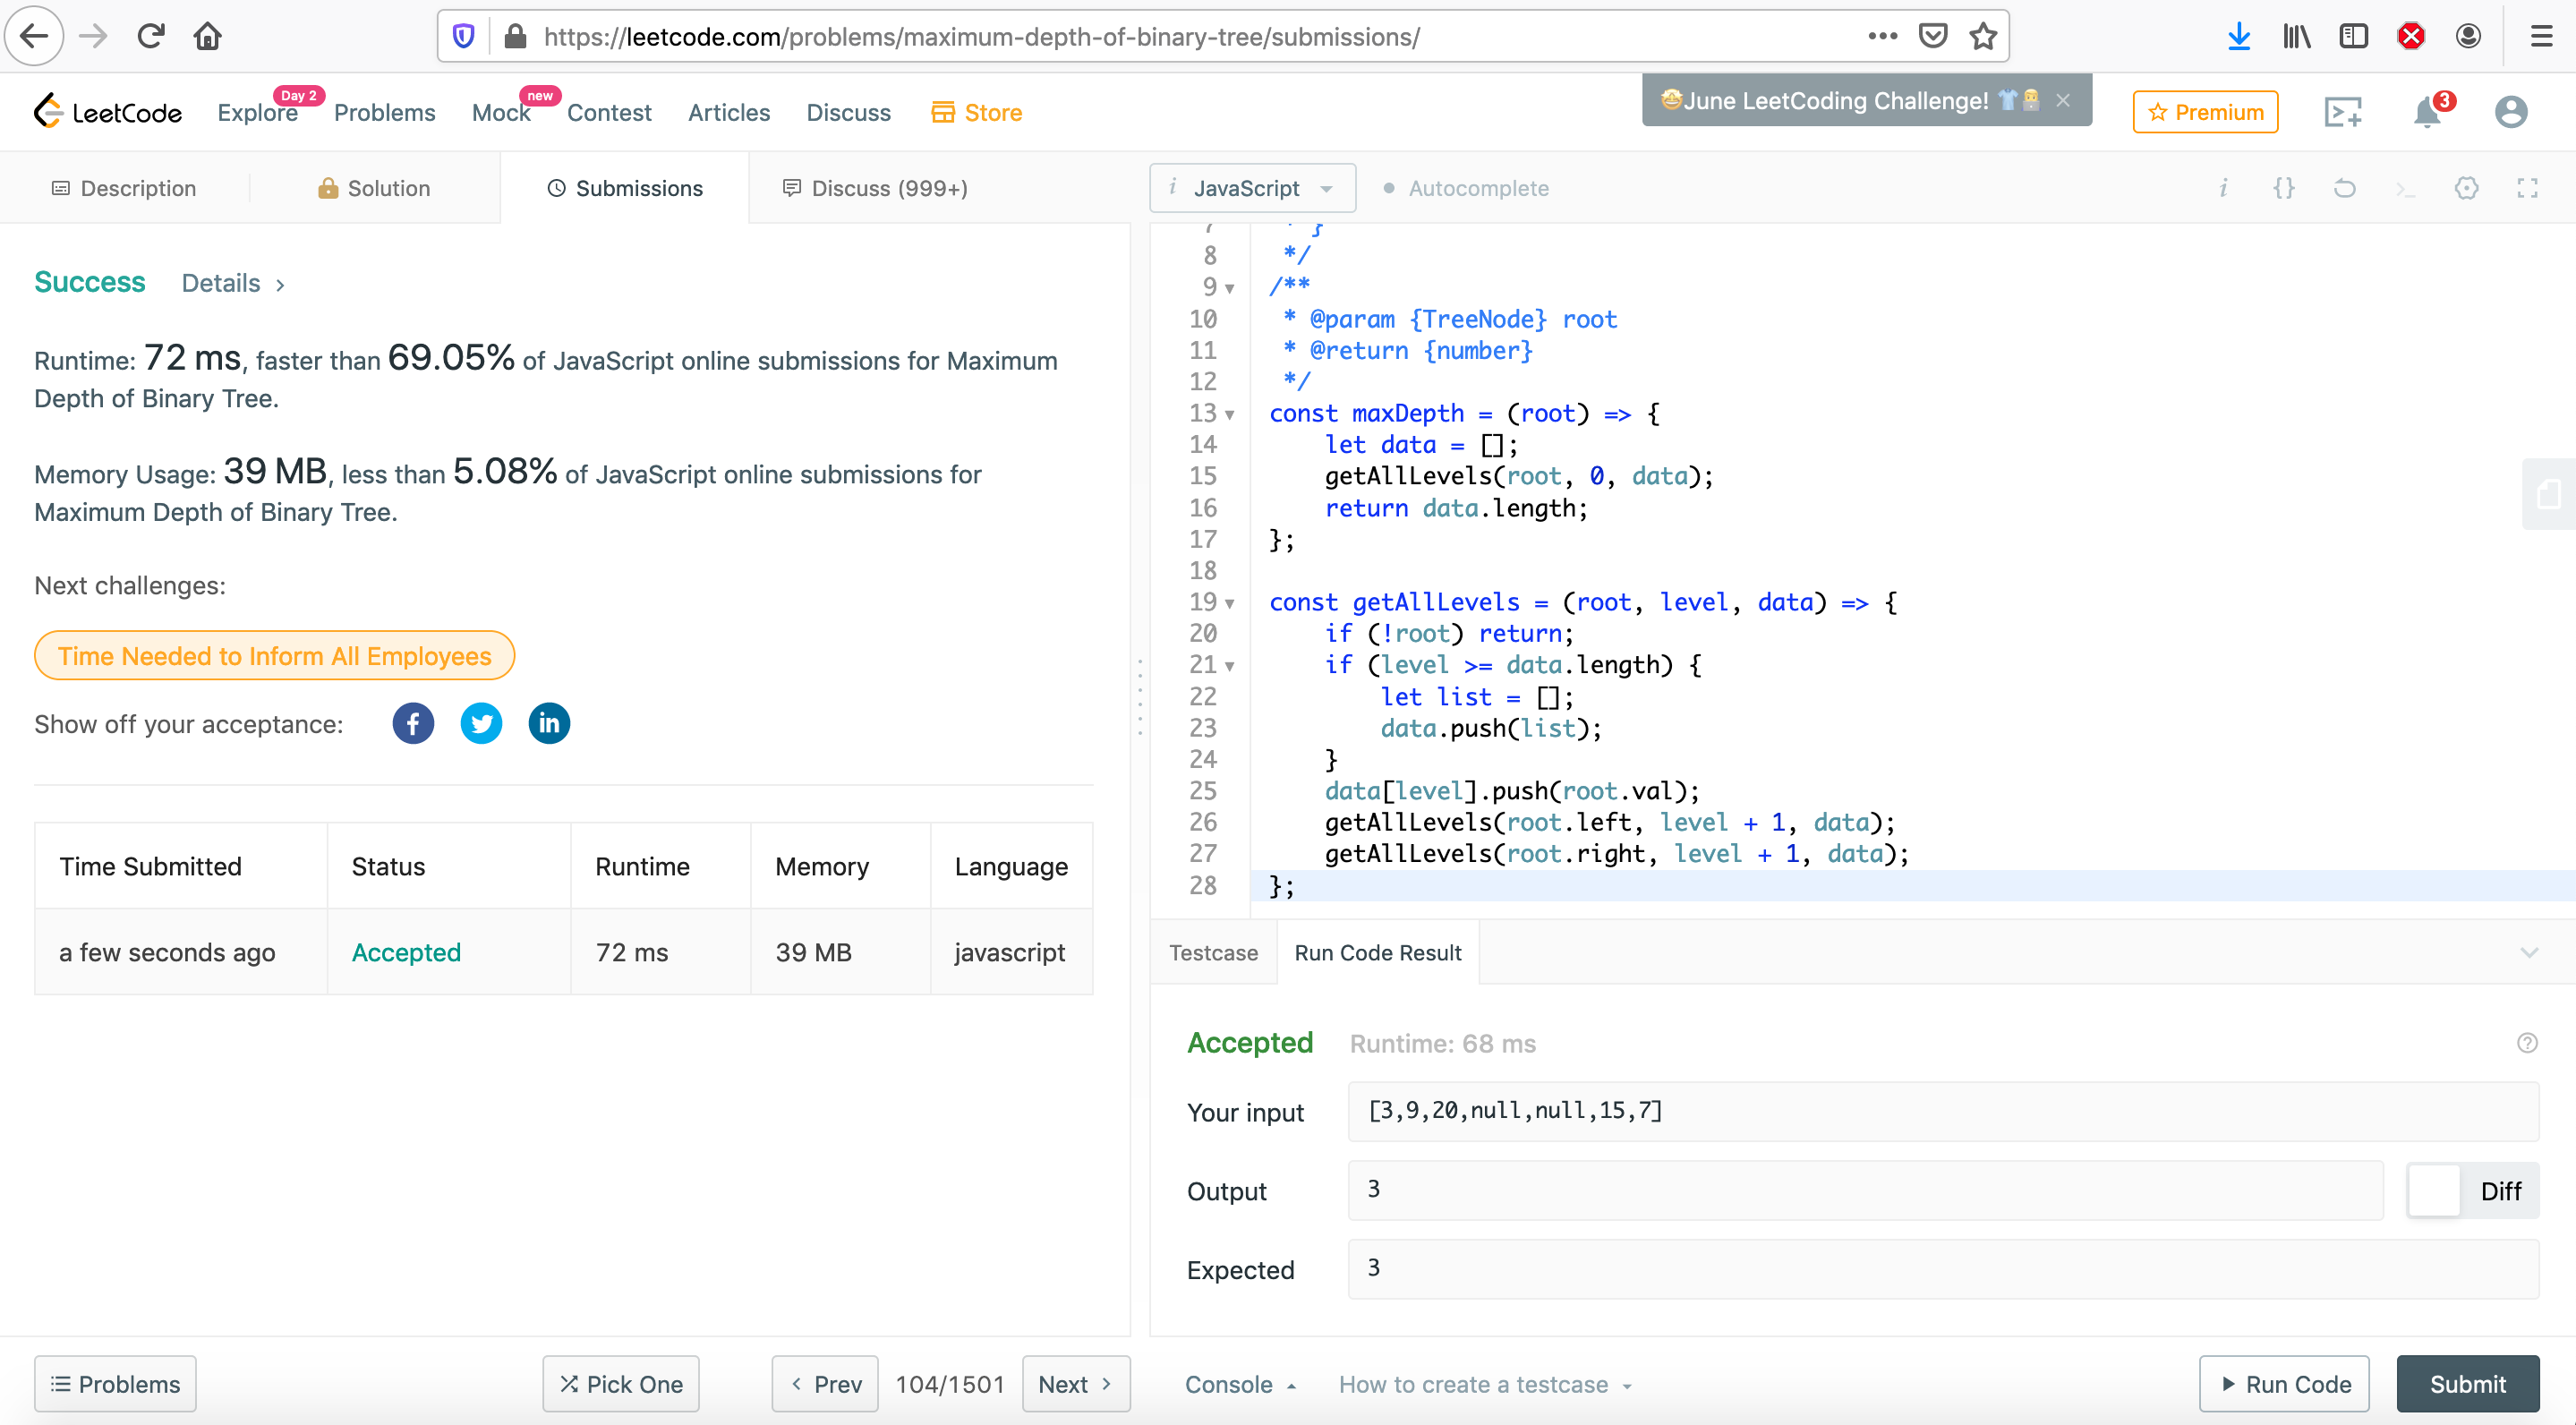 https://leetcode.com/problems/maximum-depth-of-binary-tree/submissions/
LeetCode
Explore
Day 2
Problems
Mock
new
Contest
Articles
Discuss
Store
🤩June LeetCoding Challenge! 👕
Premium
3
Description
Solution
Submissions
Discuss (999+)
Success
Details
Runtime: 72 ms, faster than 69.05% of JavaScript online submissions for Maximum
Depth of Binary Tree.
Memory Usage: 39 MB, less than 5.08% of JavaScript online submissions for
Maximum Depth of Binary Tree.
Next challenges:
Time Needed to Inform All Employees
Show off your acceptance:
Time Submitted Status Runtime Memory Language
a few seconds ago Accepted 72 ms 39 MB javascript
i JavaScript
Autocomplete
7 * }
8 */
9 /**
10 * @param {TreeNode} root
11 * @return {number}
12 */
13 const maxDepth = (root) => {
14 let data = [];
15 getAllLevels(root, 0, data);
16 return data.length;
17 };
18
19 const getAllLevels = (root, level, data) => {
20 if (!root) return;
21 if (level >= data.length) {
22 let list = [];
23 data.push(list);
24 }
25 data[level].push(root.val);
26 getAllLevels(root.left, level + 1, data);
27 getAllLevels(root.right, level + 1, data);
28 };
Testcase
Run Code Result
Accepted Runtime: 68 ms
Your input [3,9,20,null,null,15,7]
Output 3
Diff
Expected 3
Problems
Pick One
Prev
104/1501
Next
Console
How to create a testcase
Run Code
Submit